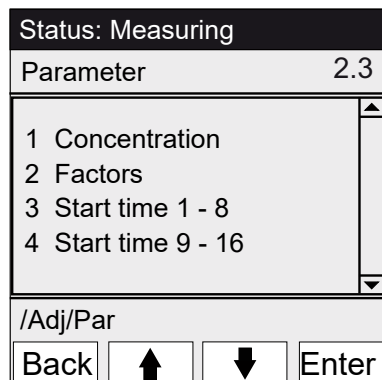 Status: Measuring
Parameter 2.3
1 Concentration
2 Factors
3 Start time 1 - 8
4 Start time 9 - 16
/Adj/Par
Back Enter